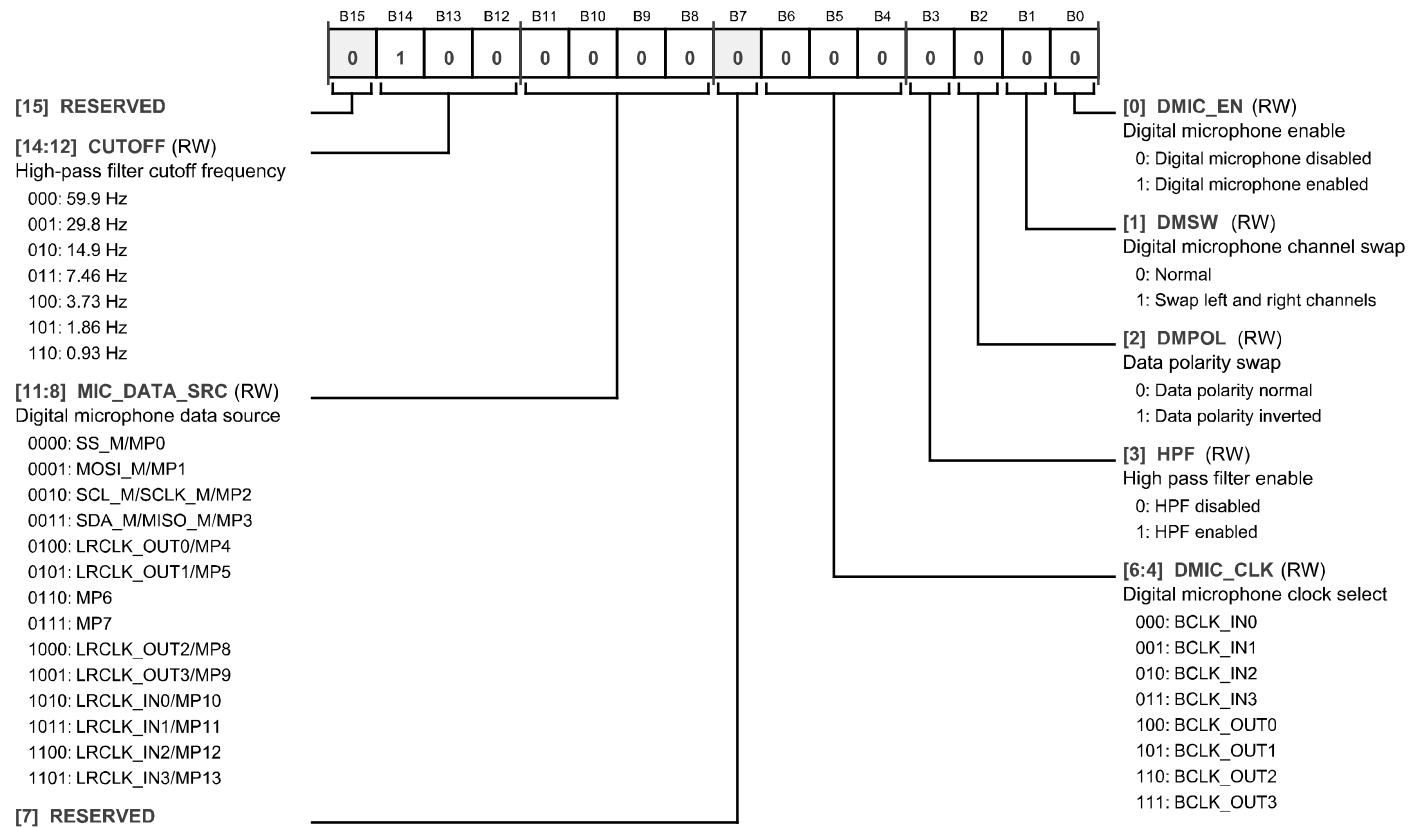 B15 B14 B13 B12 B11 B10 B9 B8 B7 B6 B5 B4 B3 B2 B1 B0
0 1 0 0 0 0 0 0 0 0 0 0 0 0 0 0
[15] RESERVED
[14:12] CUTOFF (RW)
High-pass filter cutoff frequency
000: 59.9 Hz
001: 29.8 Hz
010: 14.9 Hz
011: 7.46 Hz
100: 3.73 Hz
101: 1.86 Hz
110: 0.93 Hz
[11:8] MIC_DATA_SRC (RW)
Digital microphone data source
0000: SS_M/MP0
0001: MOSI_M/MP1
0010: SCL_M/SCLK_M/MP2
0011: SDA_M/MISO_M/MP3
0100: LRCLK_OUT0/MP4
0101: LRCLK_OUT1/MP5
0110: MP6
0111: MP7
1000: LRCLK_OUT2/MP8
1001: LRCLK_OUT3/MP9
1010: LRCLK_IN0/MP10
1011: LRCLK_IN1/MP11
1100: LRCLK_IN2/MP12
1101: LRCLK_IN3/MP13
[7] RESERVED
[0] DMIC_EN (RW)
Digital microphone enable
0: Digital microphone disabled
1: Digital microphone enabled
[1] DMSW (RW)
Digital microphone channel swap
0: Normal
1: Swap left and right channels
[2] DMPOL (RW)
Data polarity swap
0: Data polarity normal
1: Data polarity inverted
[3] HPF (RW)
High pass filter enable
0: HPF disabled
1: HPF enabled
[6:4] DMIC_CLK (RW)
Digital microphone clock select
000: BCLK_IN0
001: BCLK_IN1
010: BCLK_IN2
011: BCLK_IN3
100: BCLK_OUT0
101: BCLK_OUT1
110: BCLK_OUT2
111: BCLK_OUT3